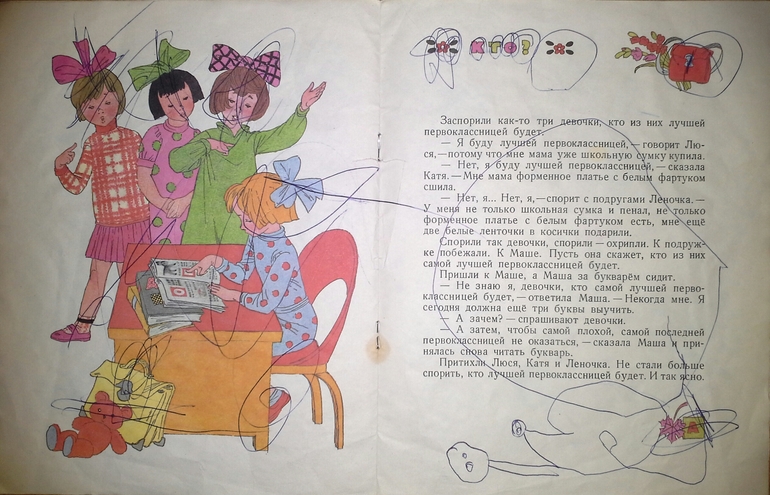 КТО?
Заспорили как-то три девочки, кто из них лучшей
первоклассницей будет.
— Я буду лучшей первоклассницей,— говорит Лю-
ся,—потому что мне мама уже школьную сумку купила.
— Нет, я буду лучшей первоклассницей,— сказала
Катя.—Мне мама форменное платье с белым фартуком
сшила.
— Нет, я... Нет, я,—спорит с подругами Леночка.—
У меня не только школьная сумка и пенал, не только
форменное платье с белым фартуком есть, мне ещё
две белые ленточки в косички подарили.
Спорили так девочки, спорили — охрипли. К подруж-
ке побежали. К Маше. Пусть она скажет, кто из них
самой лучшей первоклассницей будет.
Пришли к Маше, а Маша за букварём сидит.
— Не знаю я, девочки, кто самой лучшей перво-
классницей будет,—ответила Маша.—Некогда мне. Я
сегодня должна ещё три буквы выучить.
— А зачем? — спрашивают девочки.
— А затем, чтобы самой плохой, самой последней
первоклассницей не оказаться, — сказала Маша и при-
нялась снова читать букварь.
Притихли Люся, Катя и Леночка. Не стали больше
спорить, кто лучшей первоклассницей будет. И так ясно.